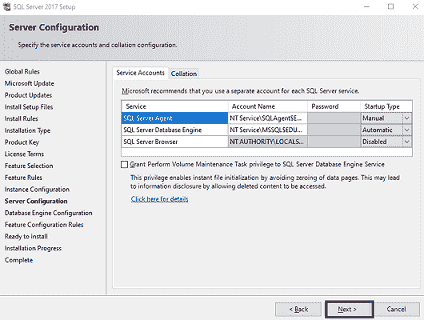 SQL Server 2017 Setup
Server Configuration
Specify the service accounts and collation configuration.
Global Rules
Microsoft Update
Product Updates
Install Setup Files
Install Rules
Installation Type
Product Key
License Terms
Feature Selection
Feature Rules
Instance Configuration
Server Configuration
Database Engine Configuration
Feature Configuration Rules
Ready to Install
Installation Progress
Complete
Service Accounts Collation
Microsoft recommends that you use a separate account for each SQL Server service.
Service Account Name Password Startup Type
SQL Server Agent NT Service\SQLAgent$E... Manual
SQL Server Database Engine NT Service\MSSQL$EDU... Automatic
SQL Server Browser NT AUTHORITY\LOCALS... Disabled
Grant Perform Volume Maintenance Task privilege to SQL Server Database Engine Service
This privilege enables instant file initialization by avoiding zeroing of data pages. This may lead
to information disclosure by allowing deleted content to be accessed.
Click here for details
< Back Next > Cancel